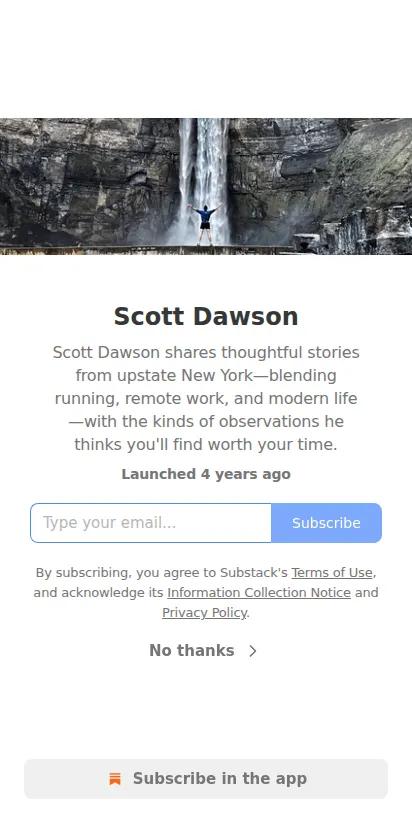 Scott Dawson
Scott Dawson shares thoughtful stories
from upstate New York—blending
running, remote work, and modern life
—with the kinds of observations he
thinks you'll find worth your time.
Launched 4 years ago
Type your email...
Subscribe
By subscribing, you agree to Substack's Terms of Use,
and acknowledge its Information Collection Notice and
Privacy Policy.
No thanks
Subscribe in the app